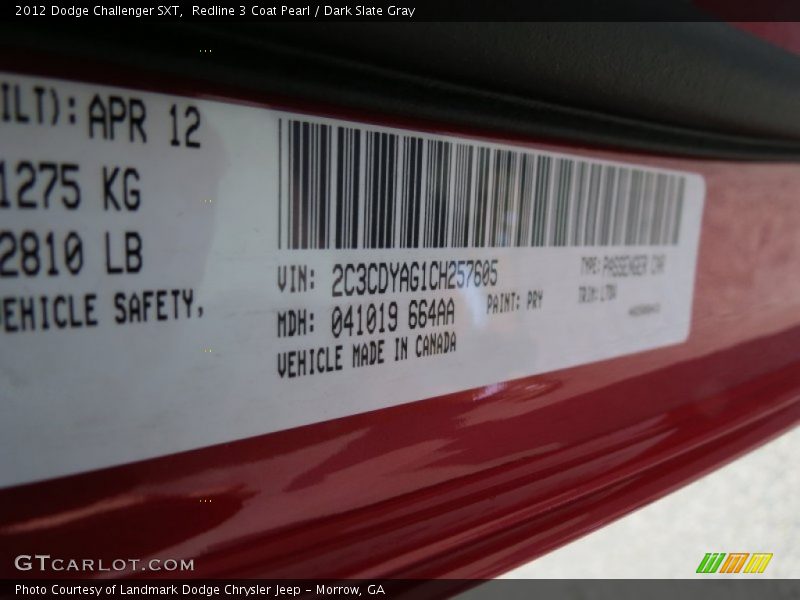 2012 Dodge Challenger SXT,  Redline 3 Coat Pearl / Dark Slate Gray
ILT): APR 12
1275 KG
2810 LB
VEHICLE SAFETY,
VIN: 2C3CDYAG1CH257605
TYPE: PASSENGER CAR
MDH: 041019 664AA
PAINT: PRY
TRIM:
VEHICLE MADE IN CANADA
GTCARLOT.COM
Photo Courtesy of Landmark Dodge Chrysler Jeep - Morrow, GA